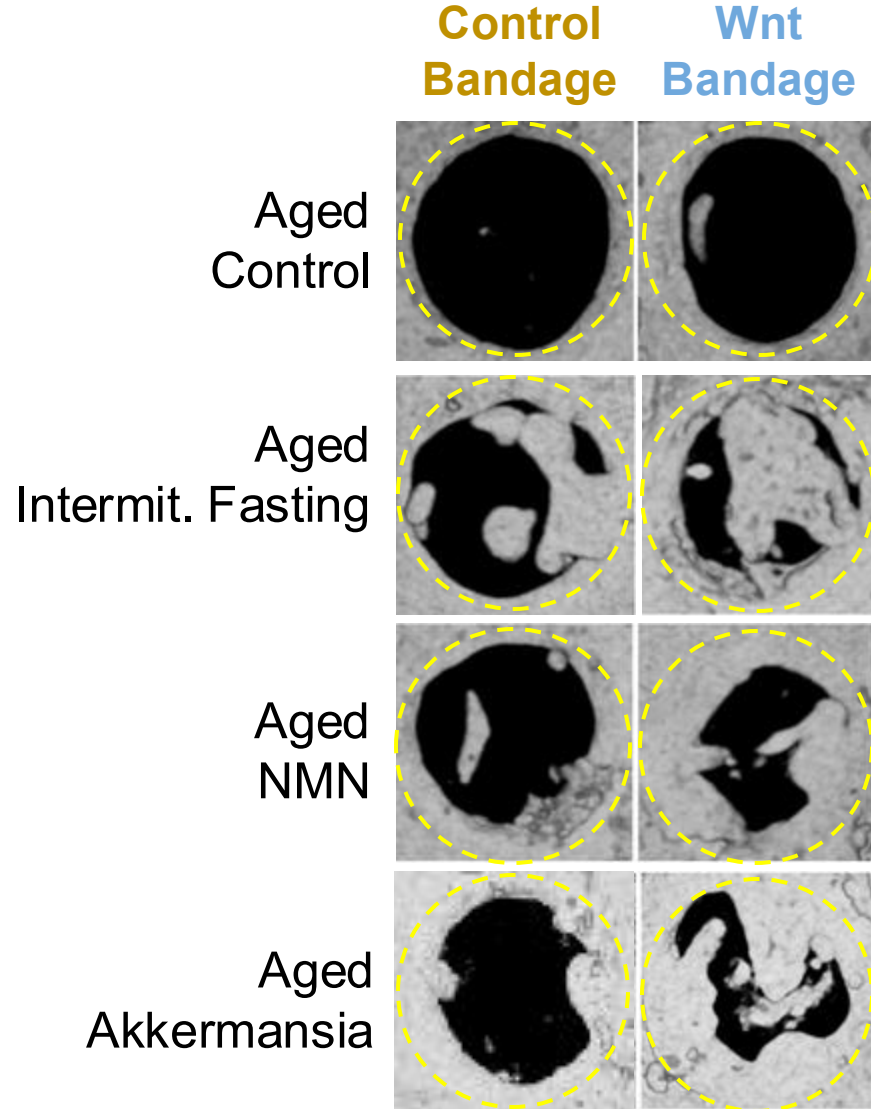 Control
Bandage
Wnt
Bandage
Aged
Control
Aged
Intermit. Fasting
Aged
NMN
Aged
Akkermansia